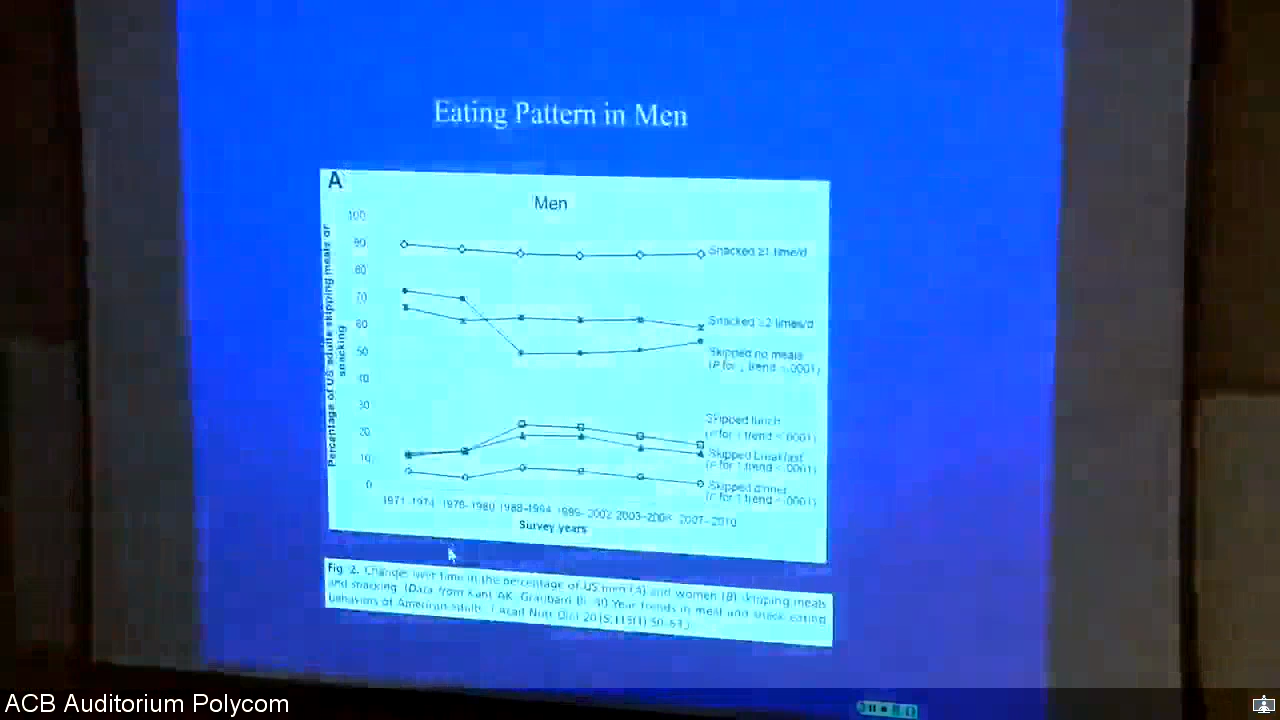 Eating Pattern in Men
A
Men
Percentage of US adults skipping meals or
snacking
100
90
80
70
60
50
40
30
20
10
0
Snacked ≥1 time/d
Snacked ≥2 times/d
Skipped no meals
(P for trend <.0001)
Skipped lunch
(P for trend <.0001)
Skipped breakfast
(P for trend <.0001)
Skipped dinner
(P for trend <.0001)
1971-1974 1976-1980 1988-1994 1999-2002 2003-2006 2007-2010
Survey years
Fig 2. Changes over time in the percentage of US men (A) and women (B) skipping meals
and snacking. (Data from Kant AK, Graubard BI. 40-Year trends in meal and snack eating
behaviors of American adults. J Acad Nutr Diet 2015;115(1):50-63.)
ACB Auditorium Polycom